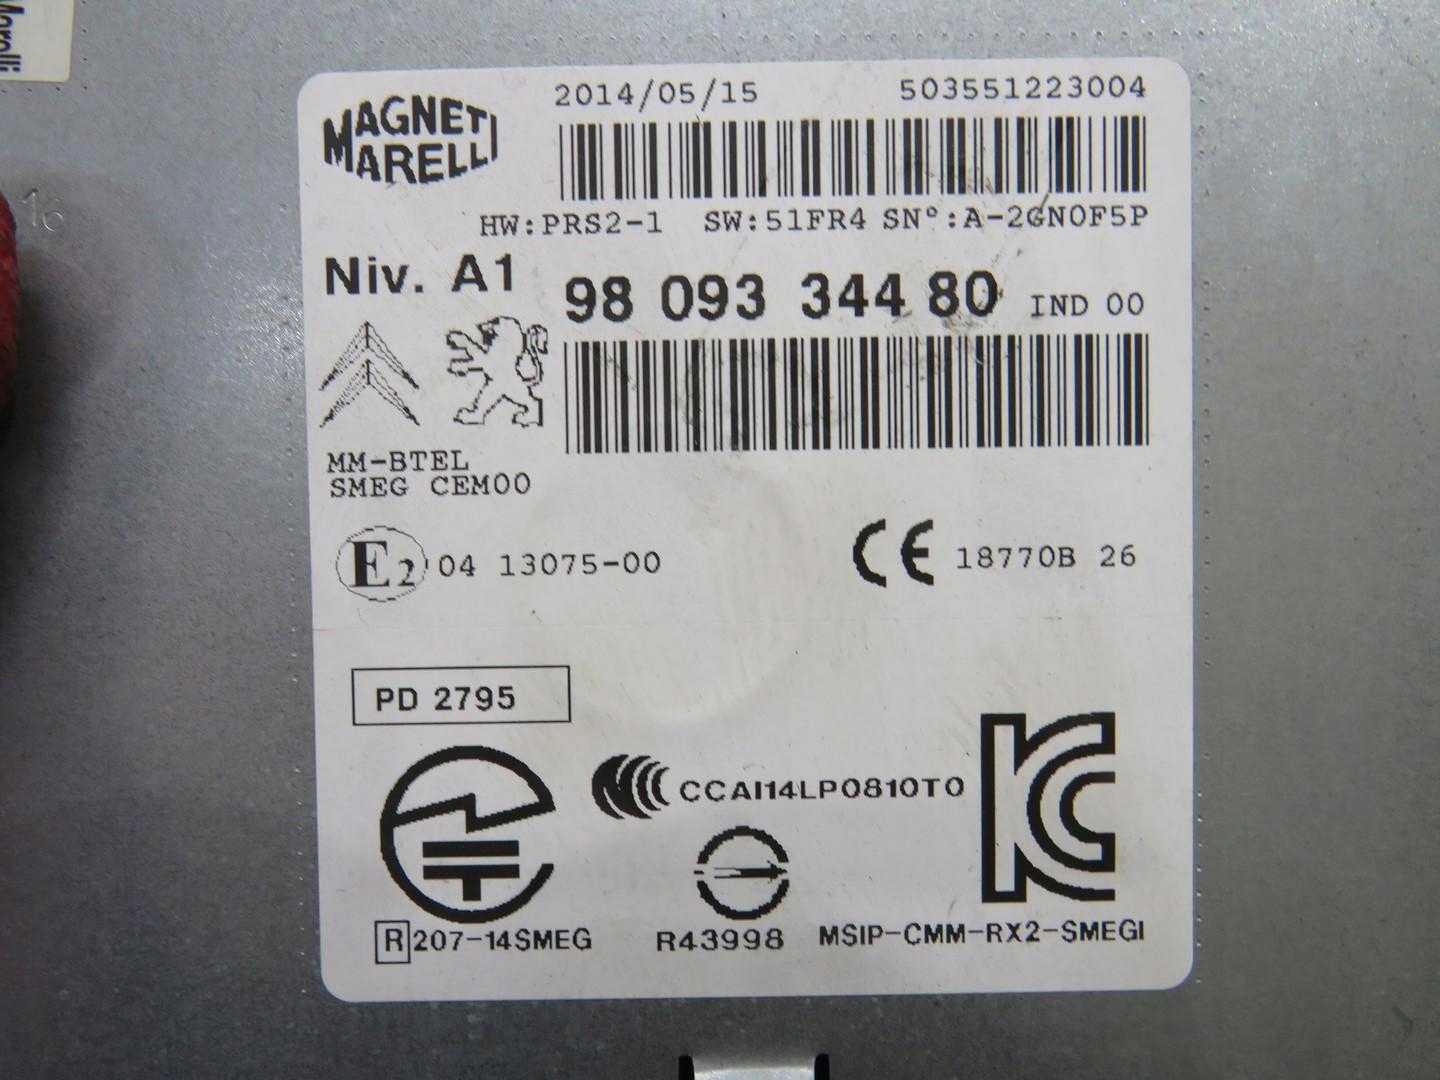 Marelli
16
MAGNETI
MARELLI
2014/05/15 503551223004
HW:PRS2-1 SW:51FR4 SN°:A-2GN0F5P
Niv. A1
98 093 344 80 IND 00
MM-BTEL
SMEG CEM00
E2 04 13075-00
CE 18770B 26
PD 2795
CCAI14LP0810T0
R 207-14SMEG
R43998
MSIP-CMM-RX2-SMEGI